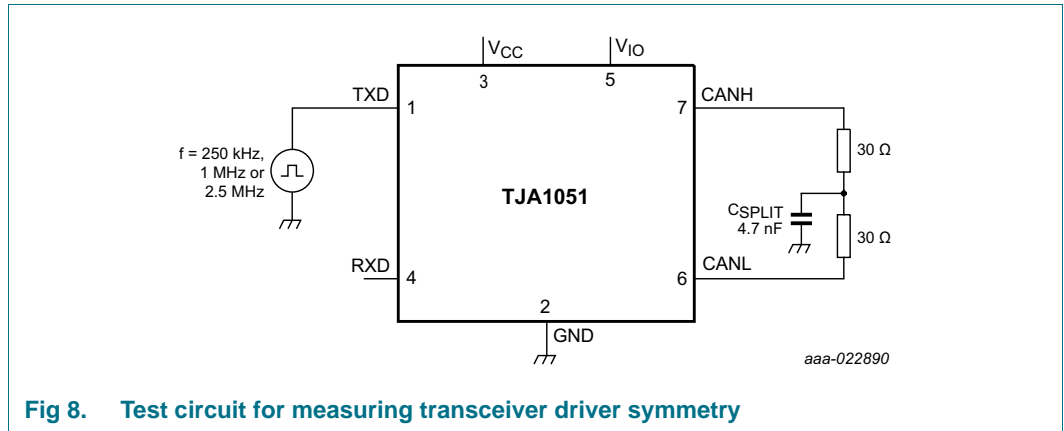 VCC
VIO
3
5
TXD
1
7
CANH
f = 250 kHz,
1 MHz or
2.5 MHz
30 Ω
TJA1051
CSPLIT
4.7 nF
30 Ω
RXD
4
6
CANL
2
GND
aaa-022890
Fig 8. Test circuit for measuring transceiver driver symmetry